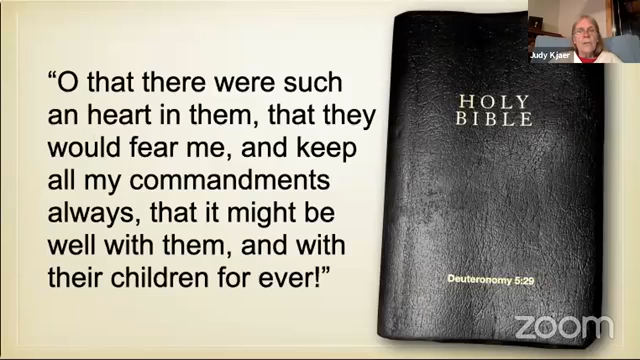 “O that there were such
an heart in them, that they
would fear me, and keep
all my commandments
always, that it might be
well with them, and with
their children for ever!”
HOLY
BIBLE
Deuteronomy 5:29
Judy Kjaer
zoom